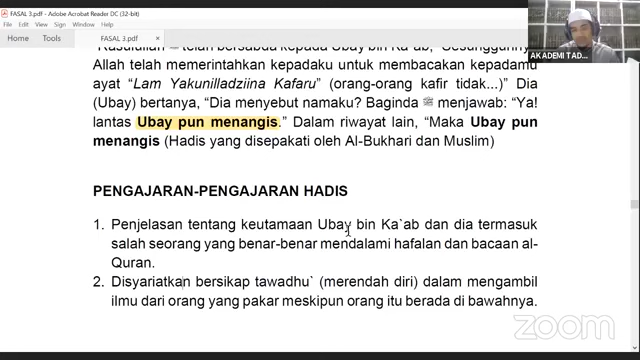 FASAL 3.pdf - Adobe Acrobat Reader DC (32-bit)
File Edit View Sign Window Help
Home Tools FASAL 3.pdf ×
telah bersabda kepada Ubay bin Ka`ab,
Allah telah memerintahkan kepadaku untuk membacakan kepadamu
ayat “Lam Yakunilladziina Kafaru” (orang-orang kafir tidak...)” Dia
(Ubay) bertanya, “Dia menyebut namaku? Baginda ﷺ menjawab: “Ya!
lantas Ubay pun menangis.” Dalam riwayat lain, “Maka Ubay pun
menangis (Hadis yang disepakati oleh Al-Bukhari dan Muslim)
PENGAJARAN-PENGAJARAN HADIS
1. Penjelasan tentang keutamaan Ubay bin Ka`ab dan dia termasuk
salah seorang yang benar-benar mendalami hafalan dan bacaan al-
Quran.
2. Disyariatkan bersikap tawadhu` (merendah diri) dalam mengambil
ilmu dari orang yang pakar meskipun orang itu berada di bawahnya.
AKADEMI TAD...
zoom